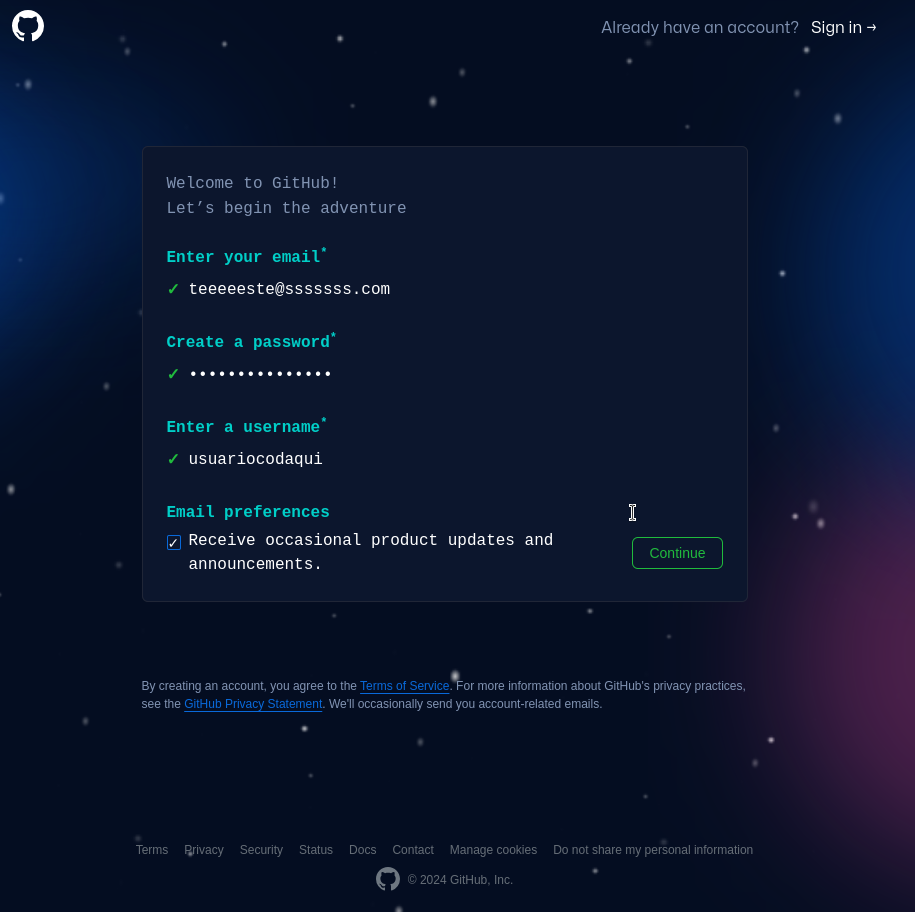 Already have an account? Sign in →
Welcome to GitHub!
Let’s begin the adventure
Enter your email*
✓ teeeeeste@sssssss.com
Create a password*
✓ •••••••••••••••
Enter a username*
✓ usuariocodaqui
Email preferences
✓ Receive occasional product updates and
announcements.
Continue
By creating an account, you agree to the Terms of Service. For more information about GitHub's privacy practices,
see the GitHub Privacy Statement. We'll occasionally send you account-related emails.
Terms Privacy Security Status Docs Contact Manage cookies Do not share my personal information
© 2024 GitHub, Inc.